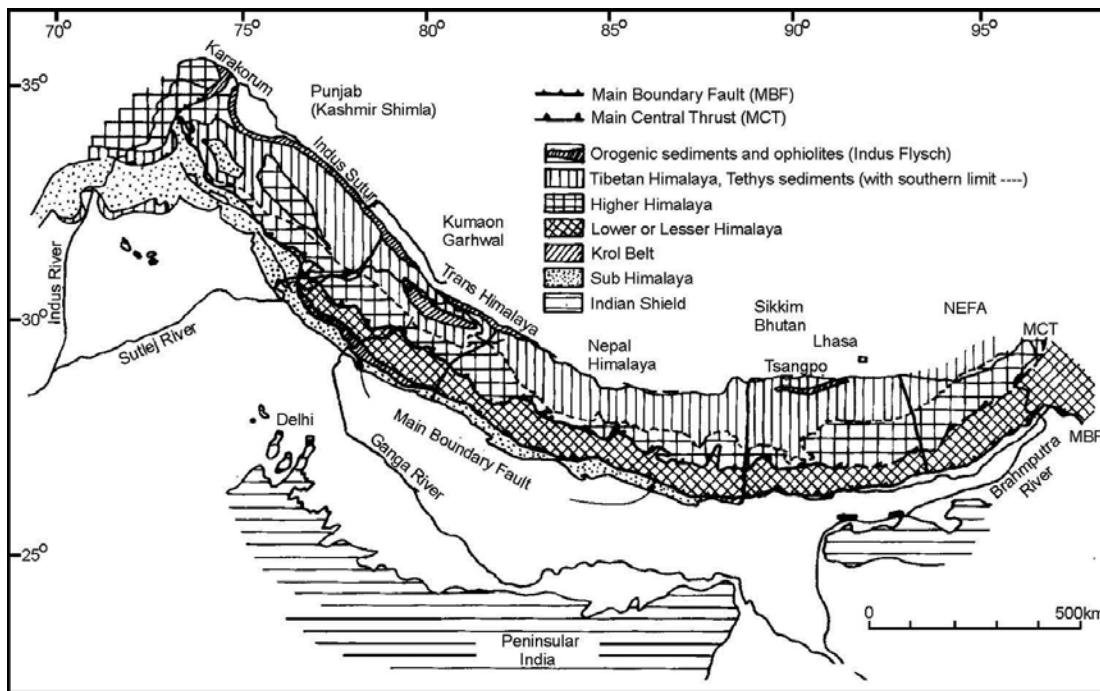 70°
75°
80°
85°
90°
95°
35°
30°
25°
Karakorum
Punjab
(Kashmir Shimla)
Indus Sutur
Kumaon
Garhwal
Trans Himalaya
Nepal
Himalaya
Sikkim
Bhutan
Lhasa
Tsangpo
NEFA
MCT
MBF
Brahmputra
River
Indus River
Sutlej River
Delhi
Main Boundary Fault
Ganga River
Peninsular
India
Main Boundary Fault (MBF)
Main Central Thrust (MCT)
Orogenic sediments and ophiolites (Indus Flysch)
Tibetan Himalaya, Tethys sediments (with southern limit ----)
Higher Himalaya
Lower or Lesser Himalaya
Krol Belt
Sub Himalaya
Indian Shield
0 500km